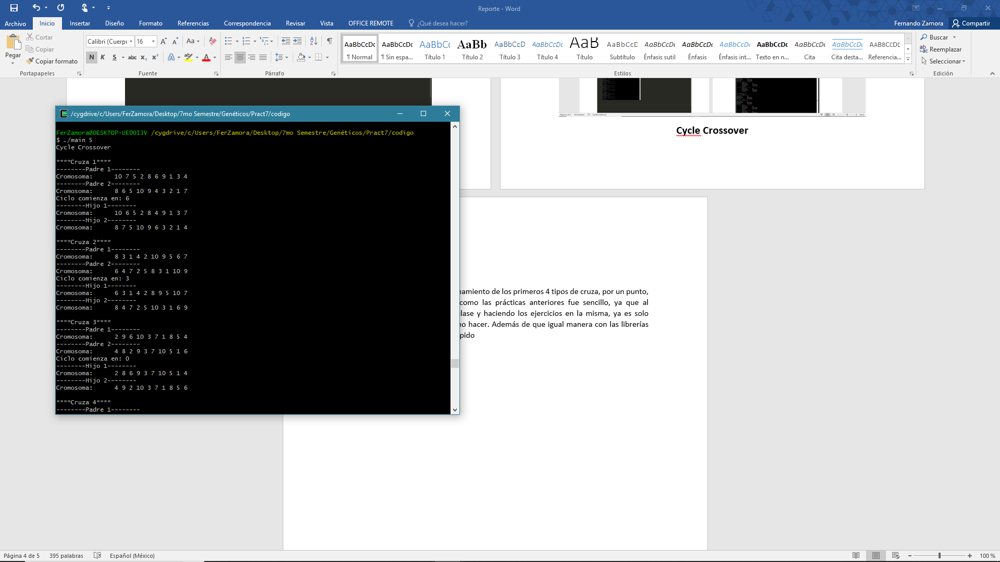 Reporte - Word
Archivo Inicio Insertar Diseño Formato Referencias Correspondencia Revisar Vista OFFICE REMOTE ¿Qué desea hacer? Fernando Zamora Compartir
Pegar
Cortar
Copiar
Copiar formato
Portapapeles
Calibri (Cuerpo 16
N K S abc x₂ x²
Fuente
Párrafo
AaBbCcDc AaBbCcDc AaBbCc AaBb AaBbCcD AaBbCcDc AaB AaBbCcD AaBbCcDc AaBbCcDc AaBbCcDc AaBbCcDc AaBbCcDc AaBbCcDc AABBCCDE
¶ Normal ¶ Sin espa... Título 1 Título 2 Título 3 Título 4 Título Subtítulo Énfasis sutil Énfasis Énfasis int... Texto en n... Cita Cita desta... Referencia...
Estilos
Buscar
Reemplazar
Seleccionar
Edición
Cycle Crossover
/cygdrive/c/Users/FerZamora/Desktop/7mo Semestre/Genéticos/Pract7/codigo
FerZamora@DESKTOP-UEDOIJV /cygdrive/c/Users/FerZamora/Desktop/7mo Semestre/Genéticos/Pract7/codigo
$ ./main 5
Cycle Crossover
****Cruza 1****
--------Padre 1--------
Cromosoma: 10 7 5 2 8 6 9 1 3 4
--------Padre 2--------
Cromosoma: 8 6 5 10 9 4 3 2 1 7
Ciclo comienza en: 6
--------Hijo 1--------
Cromosoma: 10 6 5 2 8 4 9 1 3 7
--------Hijo 2--------
Cromosoma: 8 7 5 10 9 6 3 2 1 4
****Cruza 2****
--------Padre 1--------
Cromosoma: 8 3 1 4 2 10 9 5 6 7
--------Padre 2--------
Cromosoma: 6 4 7 2 5 8 3 1 10 9
Ciclo comienza en: 3
--------Hijo 1--------
Cromosoma: 6 3 1 4 2 8 9 5 10 7
--------Hijo 2--------
Cromosoma: 8 4 7 2 5 10 3 1 6 9
****Cruza 3****
--------Padre 1--------
Cromosoma: 2 9 6 10 3 7 1 8 5 4
--------Padre 2--------
Cromosoma: 4 8 2 9 3 7 10 5 1 6
Ciclo comienza en: 0
--------Hijo 1--------
Cromosoma: 2 8 6 9 3 7 10 5 1 4
--------Hijo 2--------
Cromosoma: 4 9 2 10 3 7 1 8 5 6
****Cruza 4****
--------Padre 1--------
namiento de los primeros 4 tipos de cruza, por un punto,
como las prácticas anteriores fue sencillo, ya que al
clase y haciendo los ejercicios en la misma, ya es solo
no hacer. Además de que igual manera con las librerías
pido
Página 4 de 5 395 palabras Español (México) 100 %